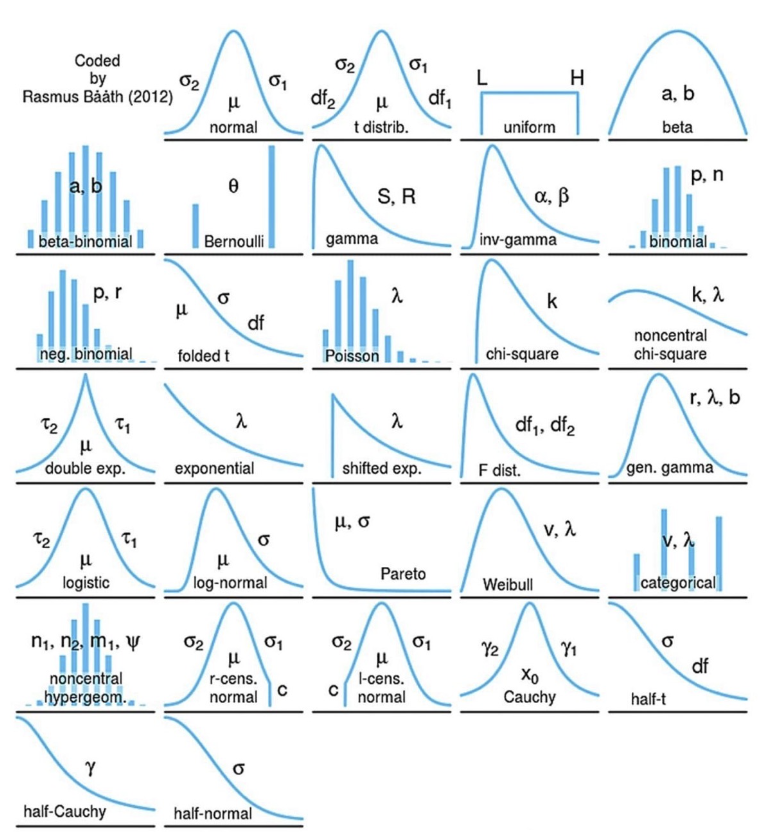 Coded
by
Rasmus Bååth (2012)
σ₂ σ₁
μ
normal
σ₂ σ₁
df₂ μ df₁
t distrib.
L H
uniform
a, b
beta
a, b
beta-binomial
θ
Bernoulli
S, R
gamma
α, β
inv-gamma
p, n
binomial
p, r
neg. binomial
μ σ
df
folded t
λ
Poisson
k
chi-square
k, λ
noncentral
chi-square
τ₂ τ₁
μ
double exp.
λ
exponential
λ
shifted exp.
df₁, df₂
F dist.
r, λ, b
gen. gamma
τ₂ τ₁
μ
logistic
μ σ
log-normal
μ, σ
Pareto
v, λ
Weibull
v, λ
categorical
n₁, n₂, m₁, ψ
noncentral
hypergeom.
σ₂ σ₁
μ
r-cens.
normal c
σ₂ σ₁
μ
l-cens.
c normal
γ₂ γ₁
x₀
Cauchy
σ
df
half-t
γ
half-Cauchy
σ
half-normal